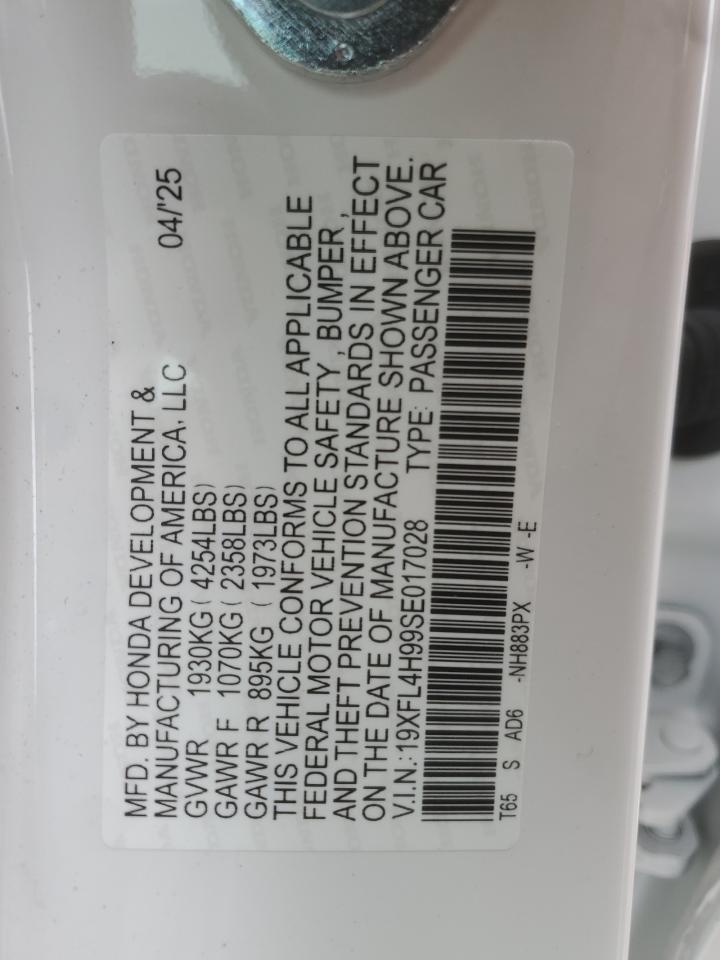 MFD. BY HONDA DEVELOPMENT &
MANUFACTURING OF AMERICA, LLC 04/'25
GVWR 1930KG ( 4254LBS)
GAWR F 1070KG ( 2358LBS)
GAWR R 895KG ( 1973LBS)
THIS VEHICLE CONFORMS TO ALL APPLICABLE
FEDERAL MOTOR VEHICLE SAFETY, BUMPER,
AND THEFT PREVENTION STANDARDS IN EFFECT
ON THE DATE OF MANUFACTURE SHOWN ABOVE.
V.I.N.:19XFL4H99SE017028 TYPE: PASSENGER CAR
T65 S AD6 -NH883PX -W -E